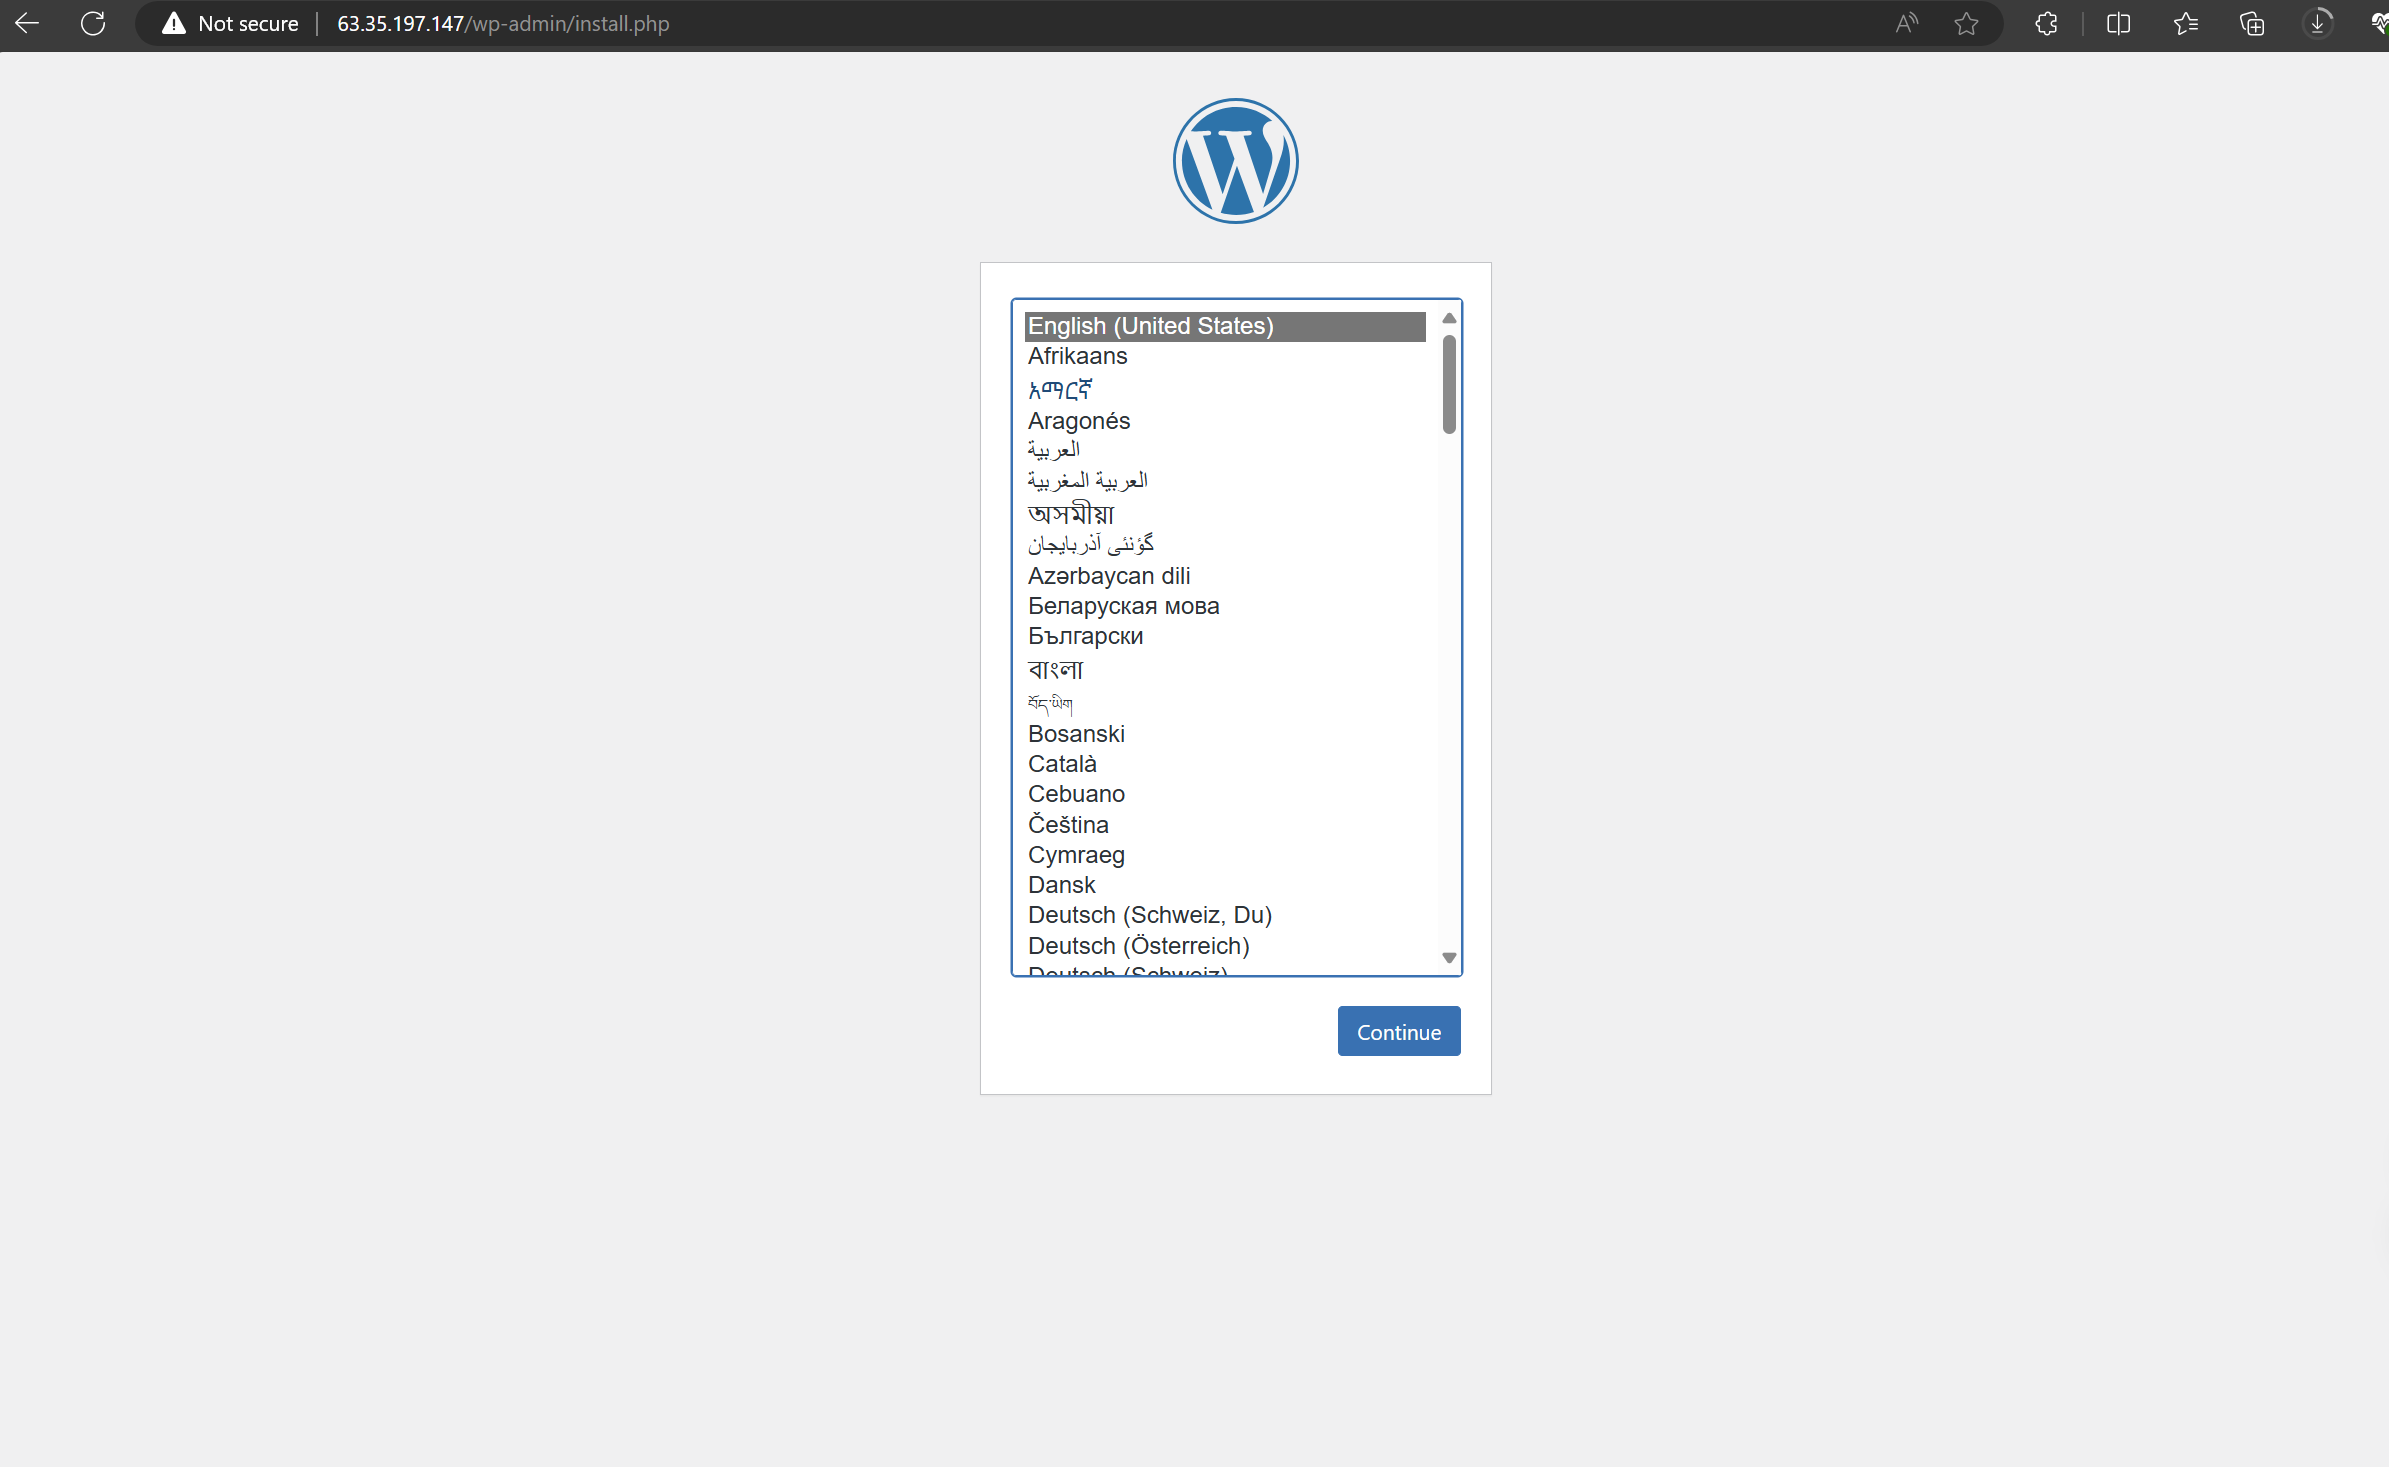 Not secure 63.35.197.147/wp-admin/install.php
English (United States)
Afrikaans
አማርኛ
Aragonés
العربية
العربية المغربية
অসমীয়া
گؤنئی آذربایجان
Azərbaycan dili
Беларуская мова
Български
বাংলা
བོད་ཡིག
Bosanski
Català
Cebuano
Čeština
Cymraeg
Dansk
Deutsch (Schweiz, Du)
Deutsch (Österreich)
Deutsch (Schweiz)
Continue